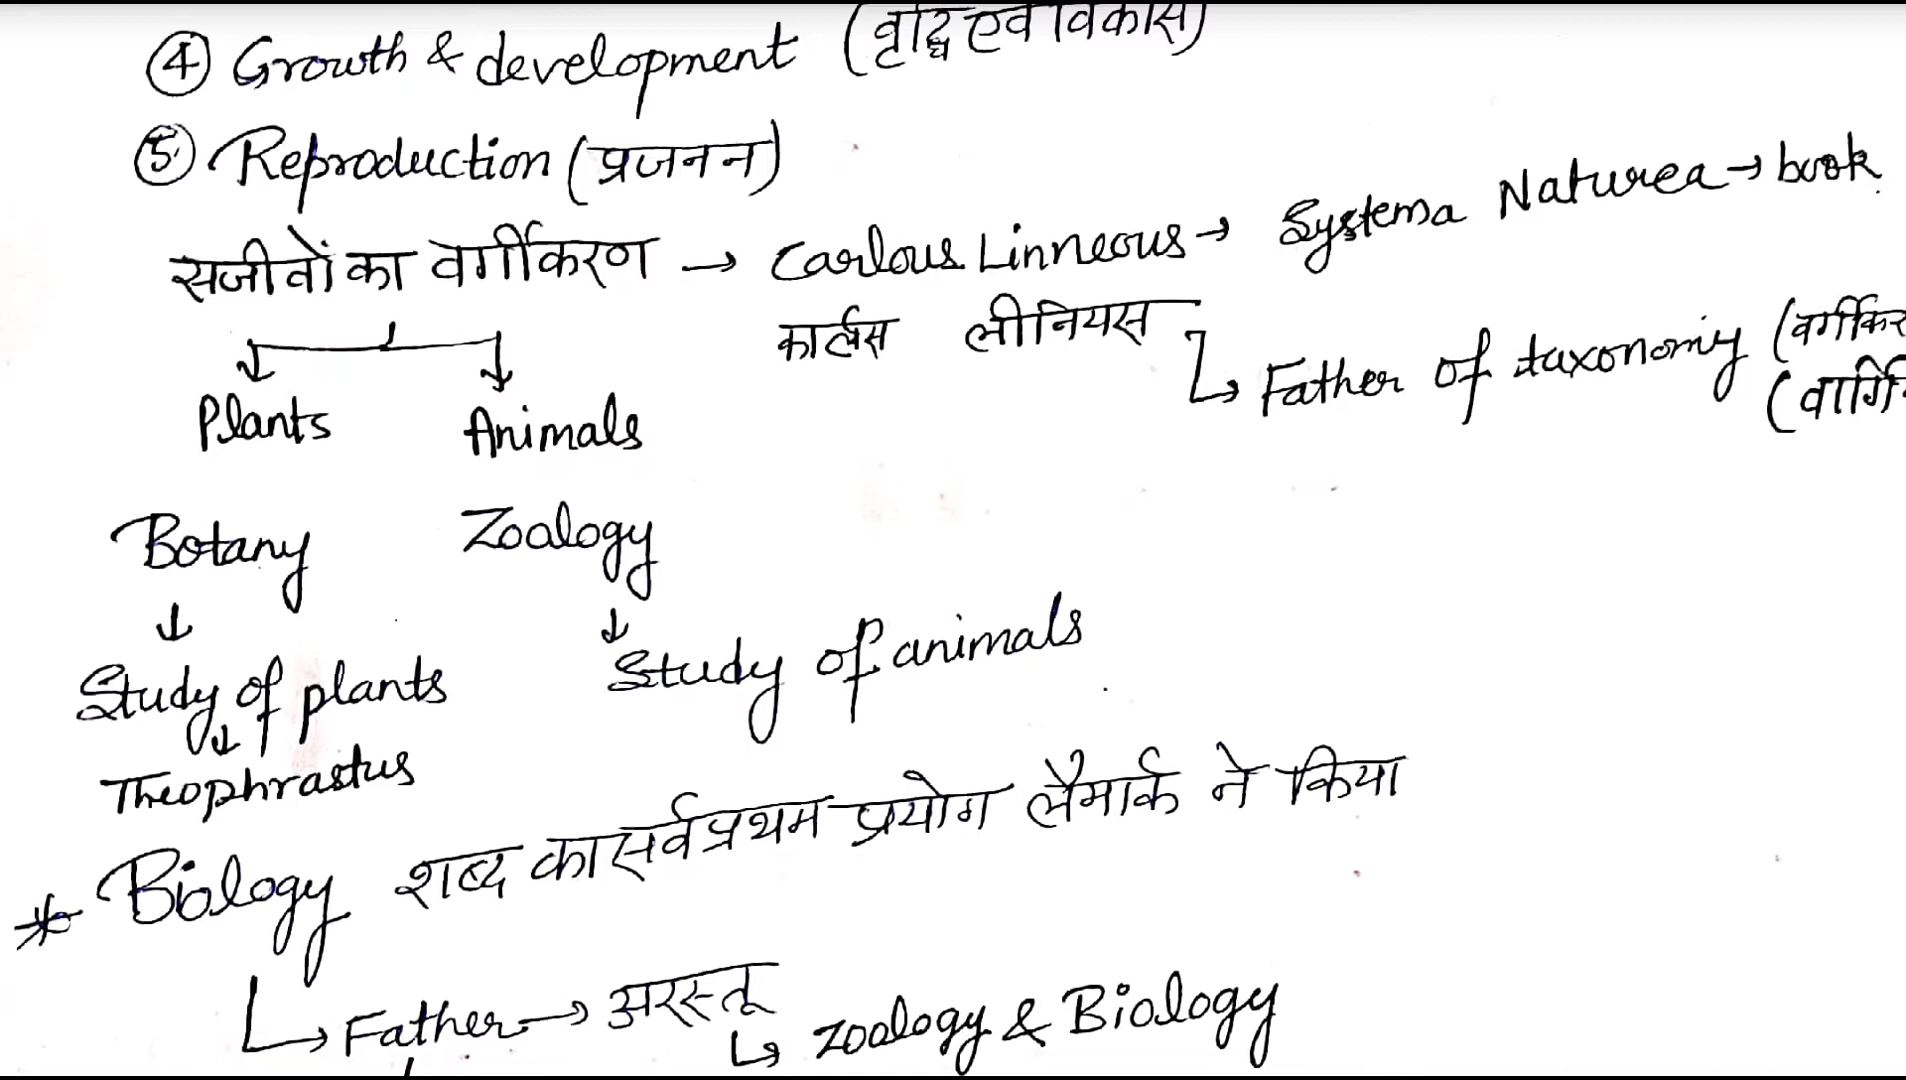 ④ Growth & development (वृद्धि एवं विकास)
⑤ Reproduction (प्रजनन)
सजीवों का वर्गीकरण → Carlous Linneous → Systema Naturea → book
कार्लस लीनियस
↳ Father of taxonomy
Plants Animals
Botany Zoology
↓ ↓
Study of plants Study of animals
↓
Theophrastus
* Biology शब्द का सर्वप्रथम प्रयोग लैमार्क ने किया
↳ Father → अरस्तू
↳ Zoology & Biology